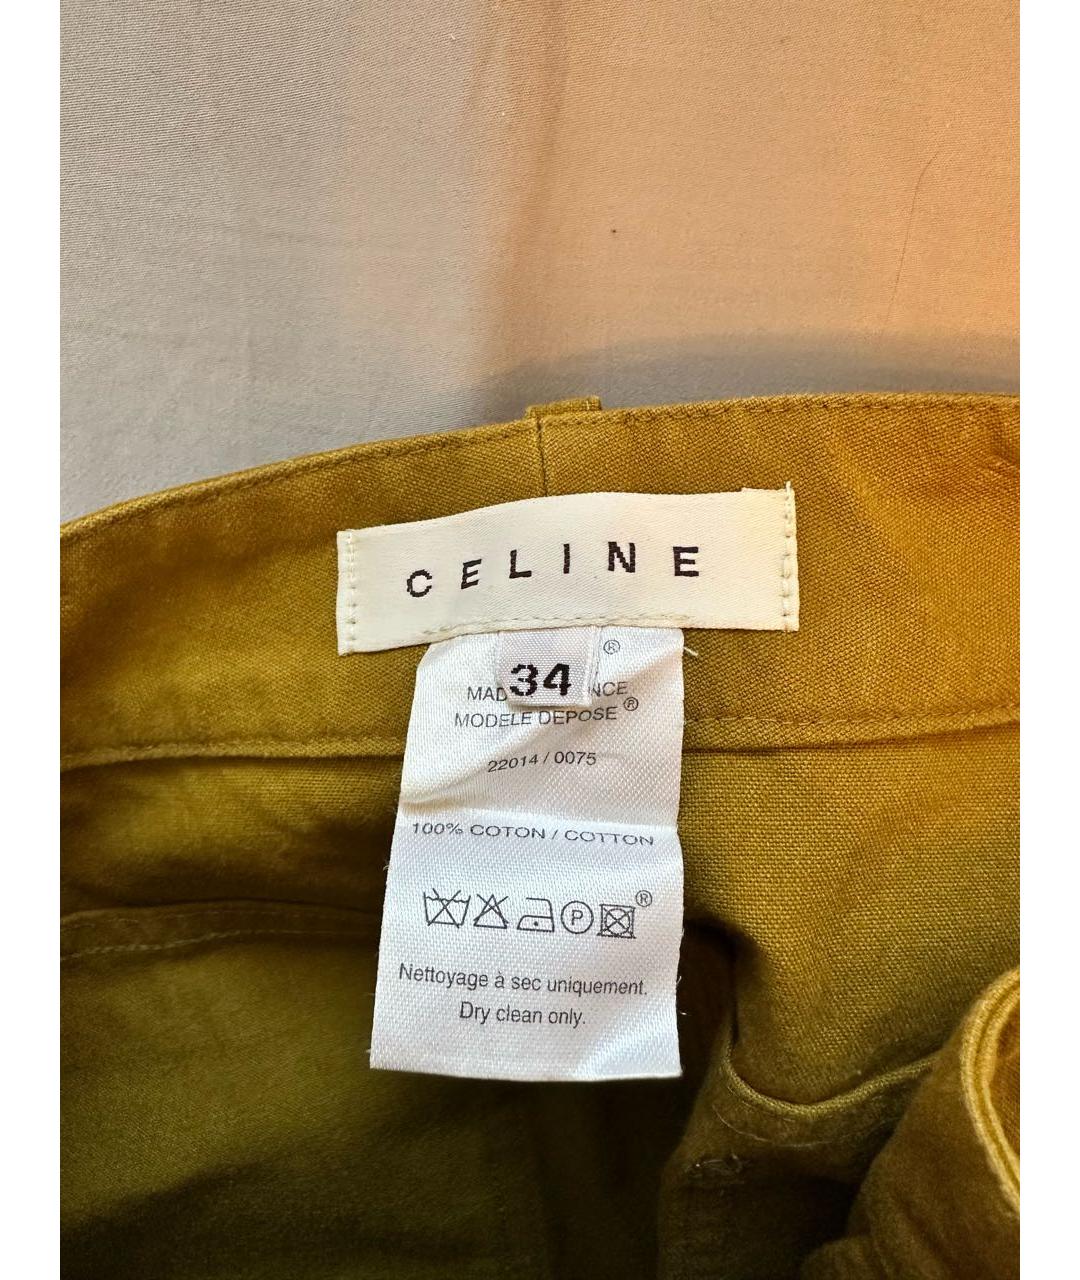 CELINE
®
34
MODELE DEPOSE ®
22014 / 0075
100% COTON / COTTON
P ®
Nettoyage à sec uniquement.
Dry clean only.